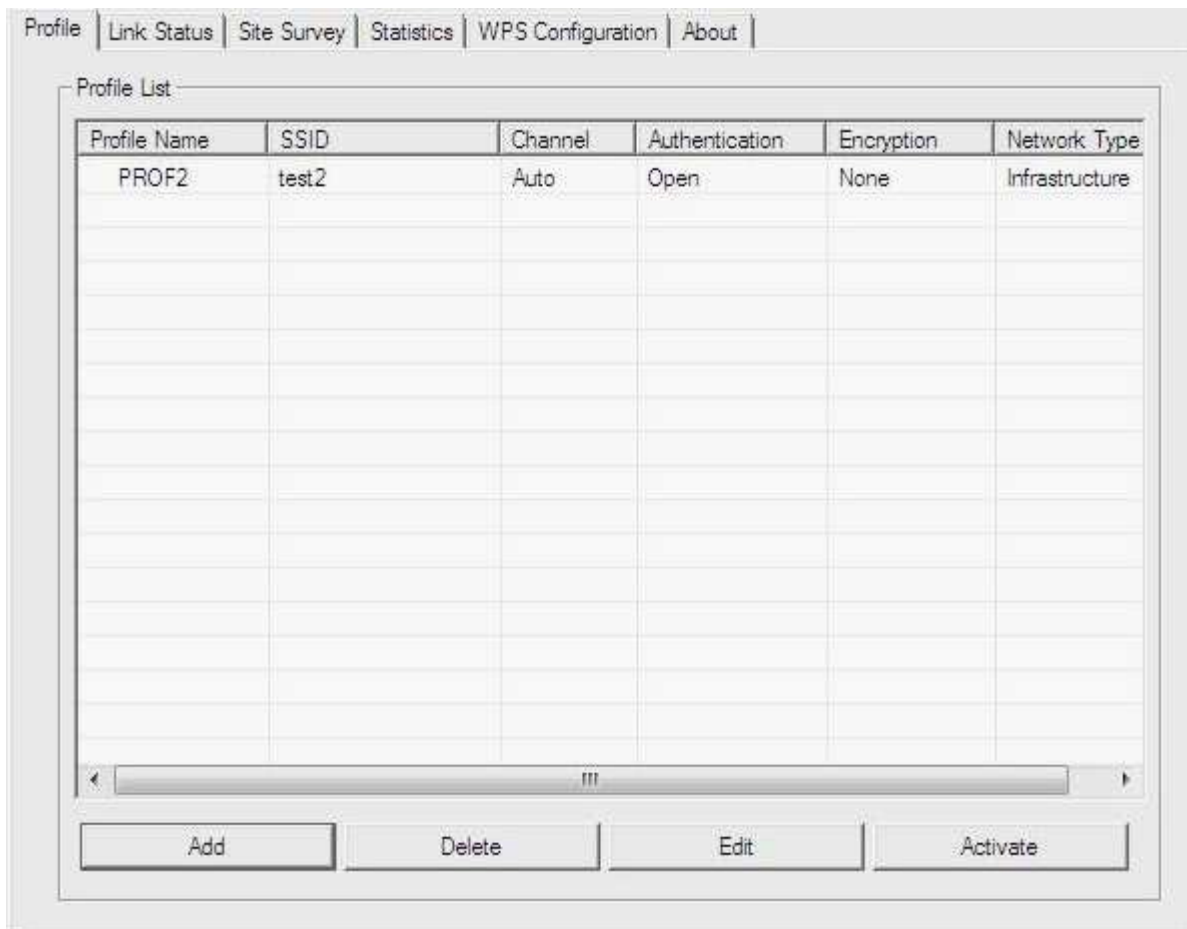 Profile Link Status Site Survey Statistics WPS Configuration About
Profile List
Profile Name SSID Channel Authentication Encryption Network Type
PROF2 test2 Auto Open None Infrastructure
Add Delete Edit Activate